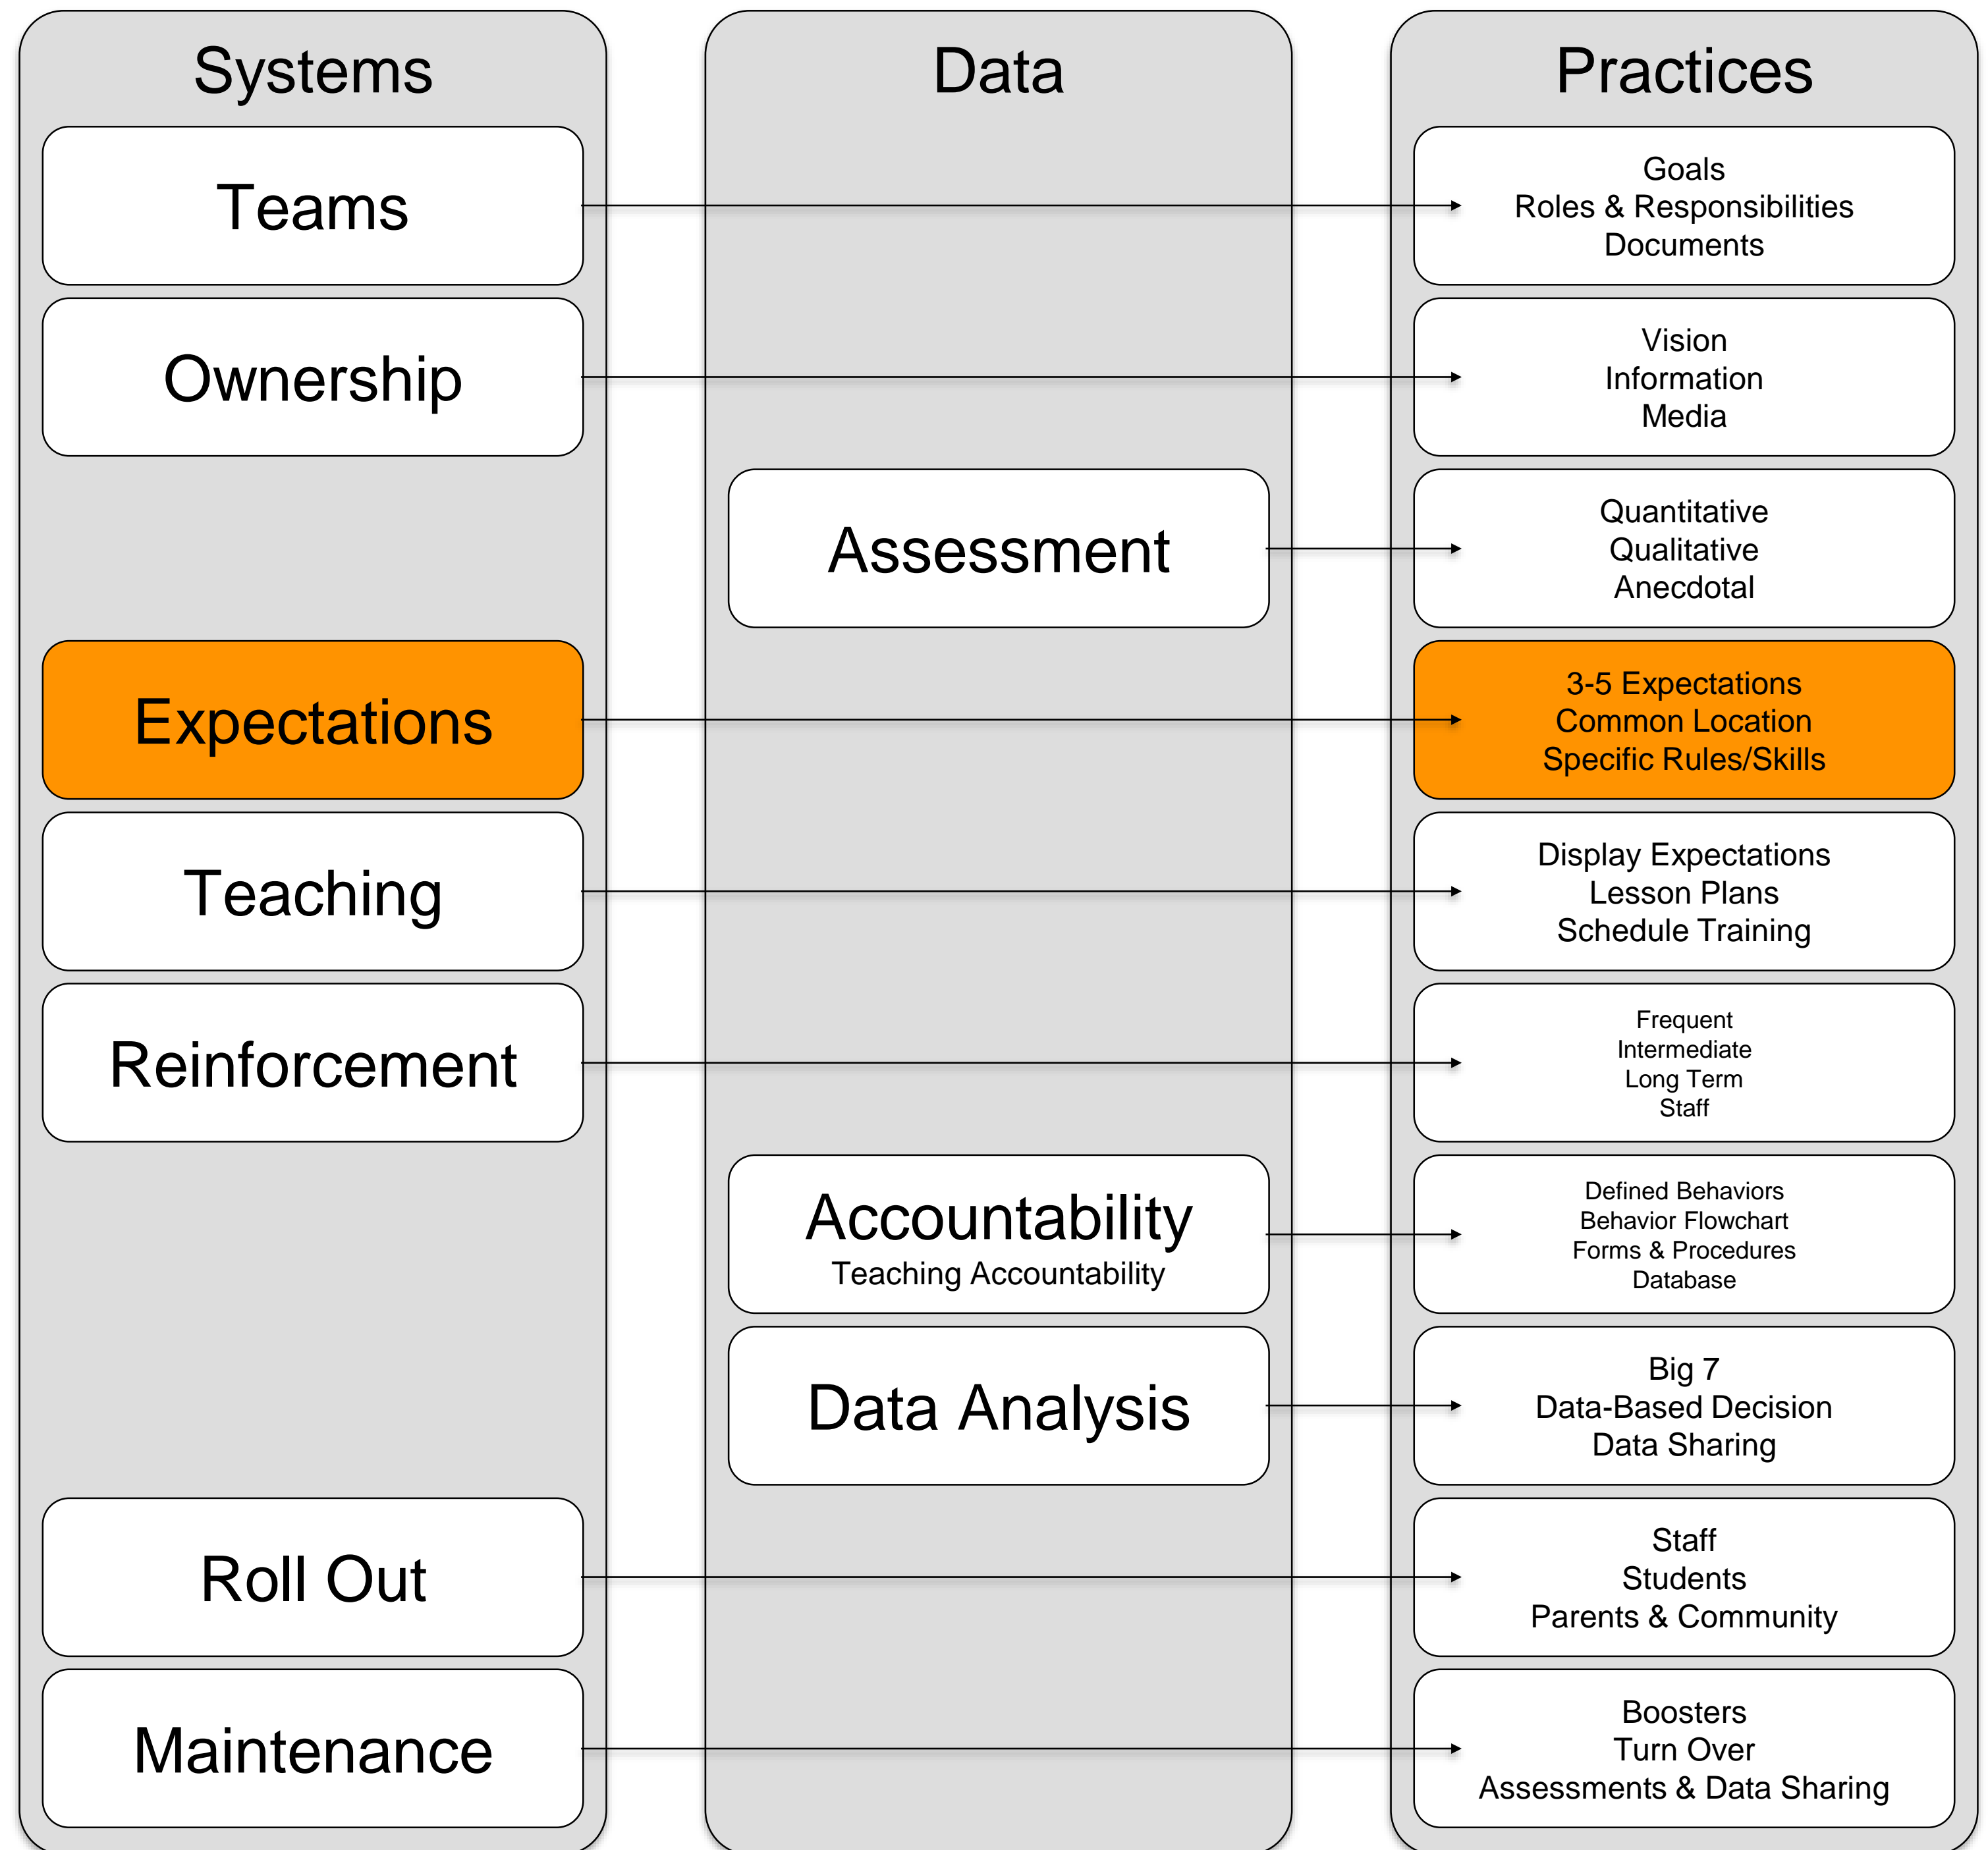 Systems
Data
Practices
Teams
Goals
Roles & Responsibilities
Documents
Ownership
Vision
Information
Media
Assessment
Quantitative
Qualitative
Anecdotal
Expectations
3-5 Expectations
Common Location
Specific Rules/Skills
Teaching
Display Expectations
Lesson Plans
Schedule Training
Reinforcement
Frequent
Intermediate
Long Term
Staff
Accountability
Teaching Accountability
Defined Behaviors
Behavior Flowchart
Forms & Procedures
Database
Data Analysis
Big 7
Data-Based Decision
Data Sharing
Roll Out
Staff
Students
Parents & Community
Maintenance
Boosters
Turn Over
Assessments & Data Sharing